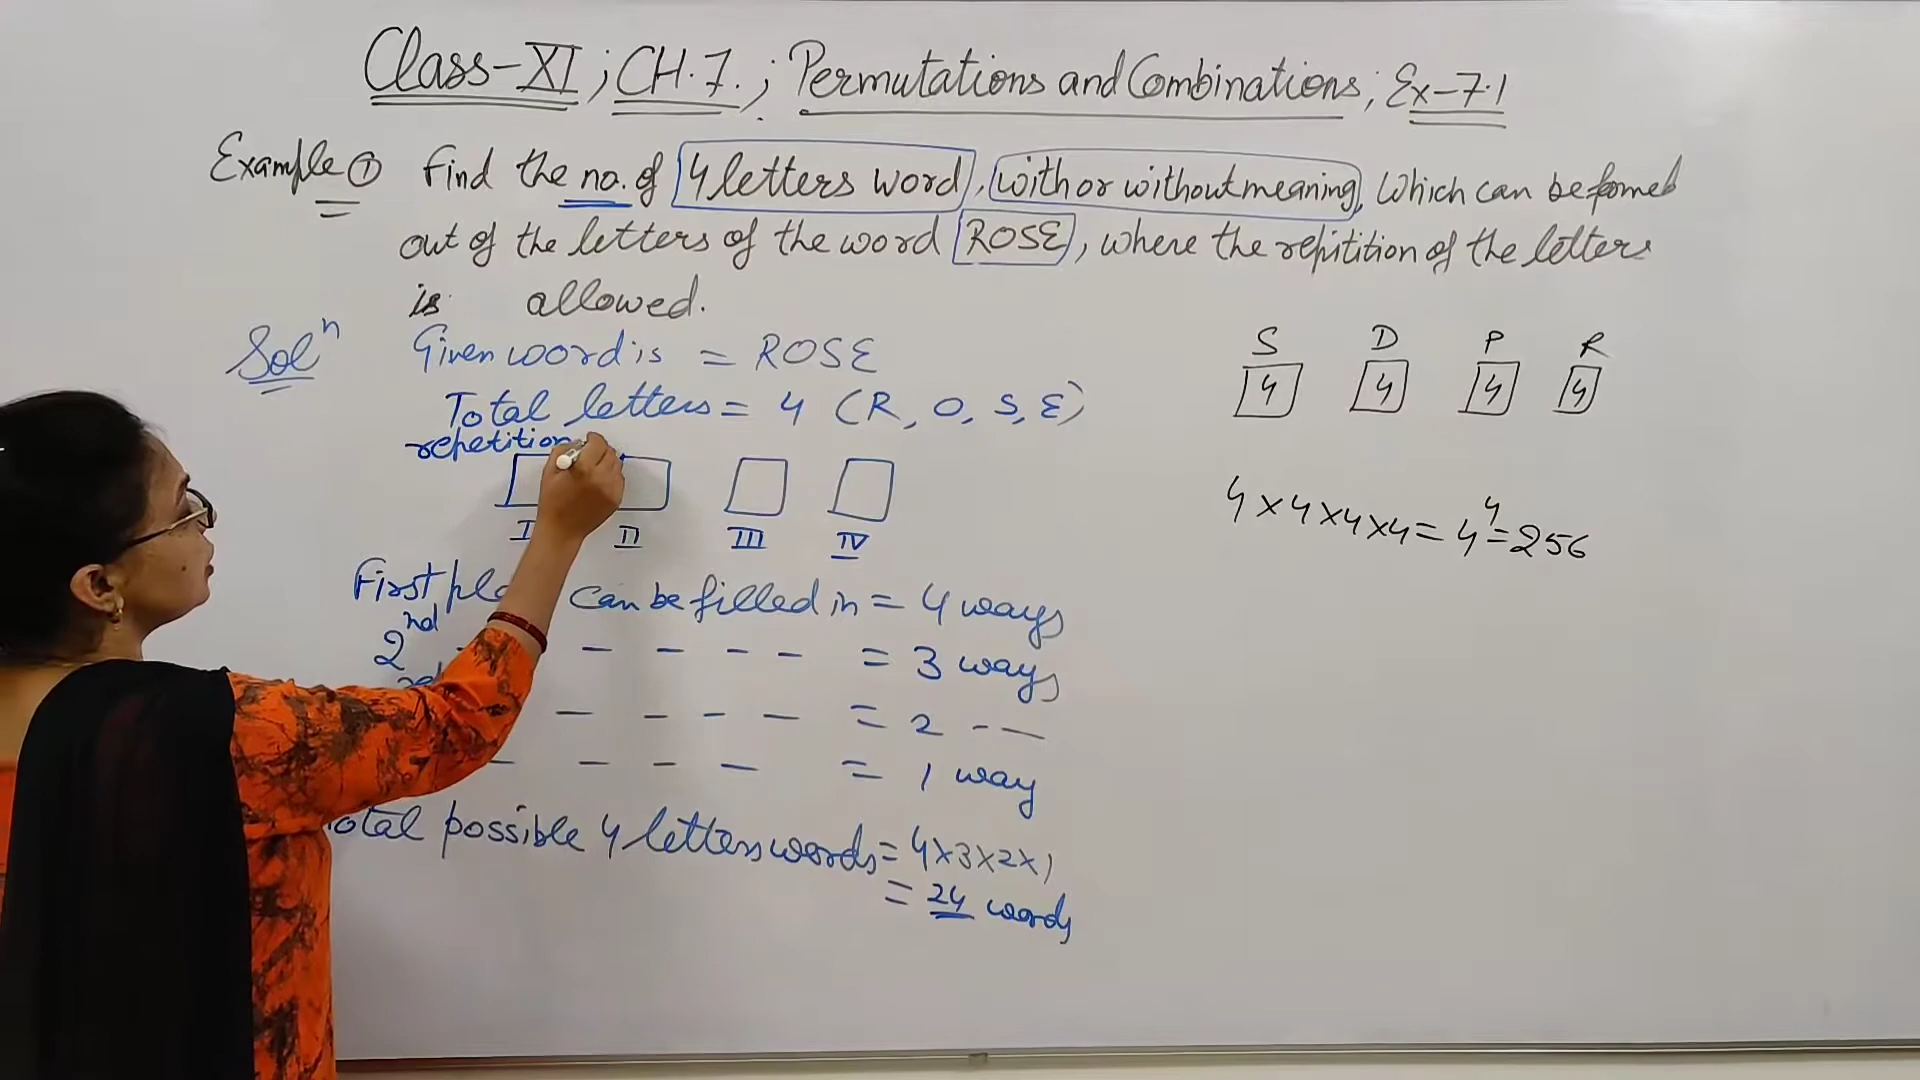 Class-XI; CH.7.; Permutations and Combinations; Ex-7.1
Example ① Find the no. of 4 letters word, with or without meaning, Which can be formed
out of the letters of the word ROSE, where the repitition of the letters
is allowed.
Solⁿ Given word is = ROSE
Total letters = 4 (R, O, S, E)
repetition
I II III IV
First pla can be filled in = 4 ways
2nd - - - - = 3 ways
- - - - = 2 - -
- - - - = 1 way
otal possible 4 letters words = 4×3×2×1
= 24 words
S D P R
4 4 4 4
4×4×4×4 = 4⁴ = 256